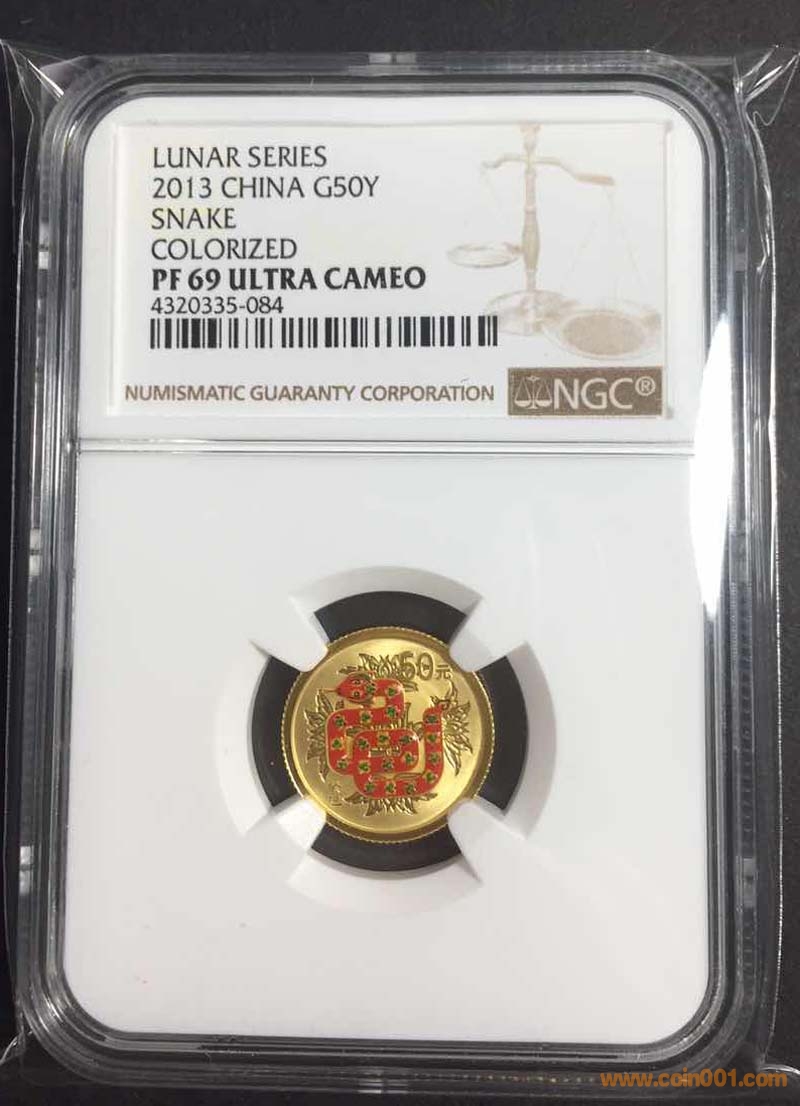 LUNAR SERIES
2013 CHINA G50Y
SNAKE
COLORIZED
PF 69 ULTRA CAMEO
4320335-084
NUMISMATIC GUARANTY CORPORATION
NGC®
50元
www.coin001.com